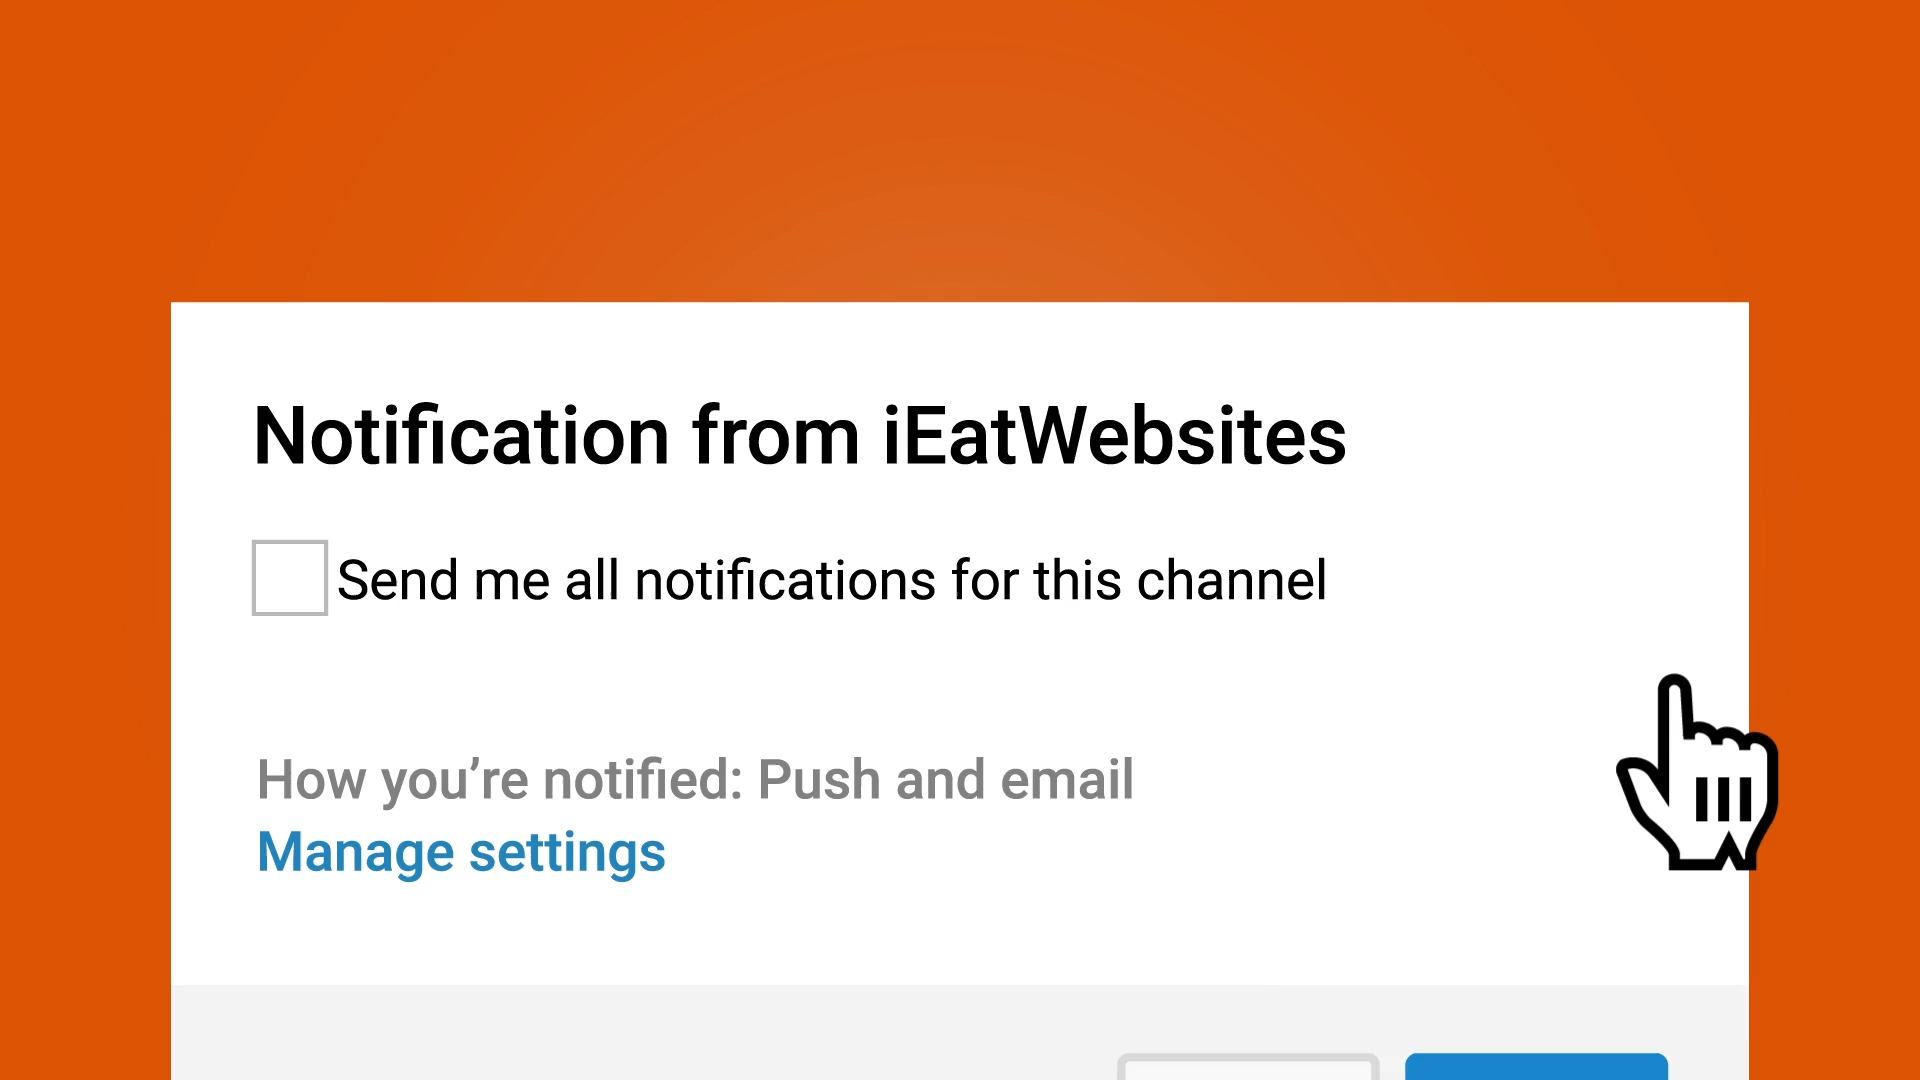 Notification from iEatWebsites
Send me all notifications for this channel
How you’re notified: Push and email
Manage settings